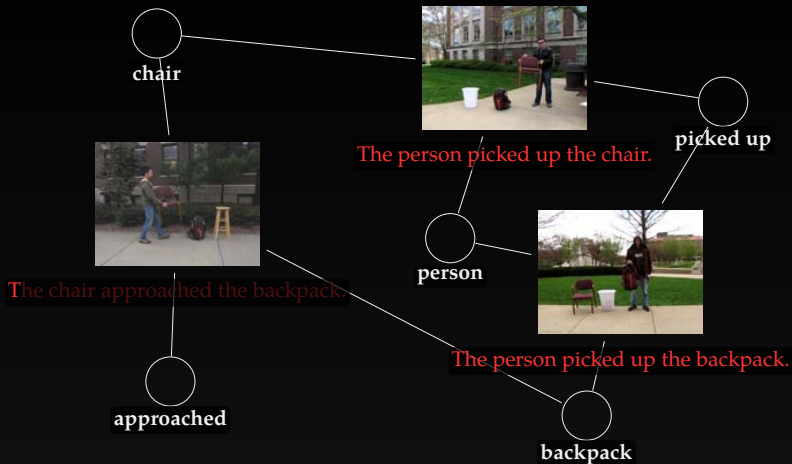 chair
picked up
The person picked up the chair.
person
The chair approached the backpack.
The person picked up the backpack.
approached
backpack